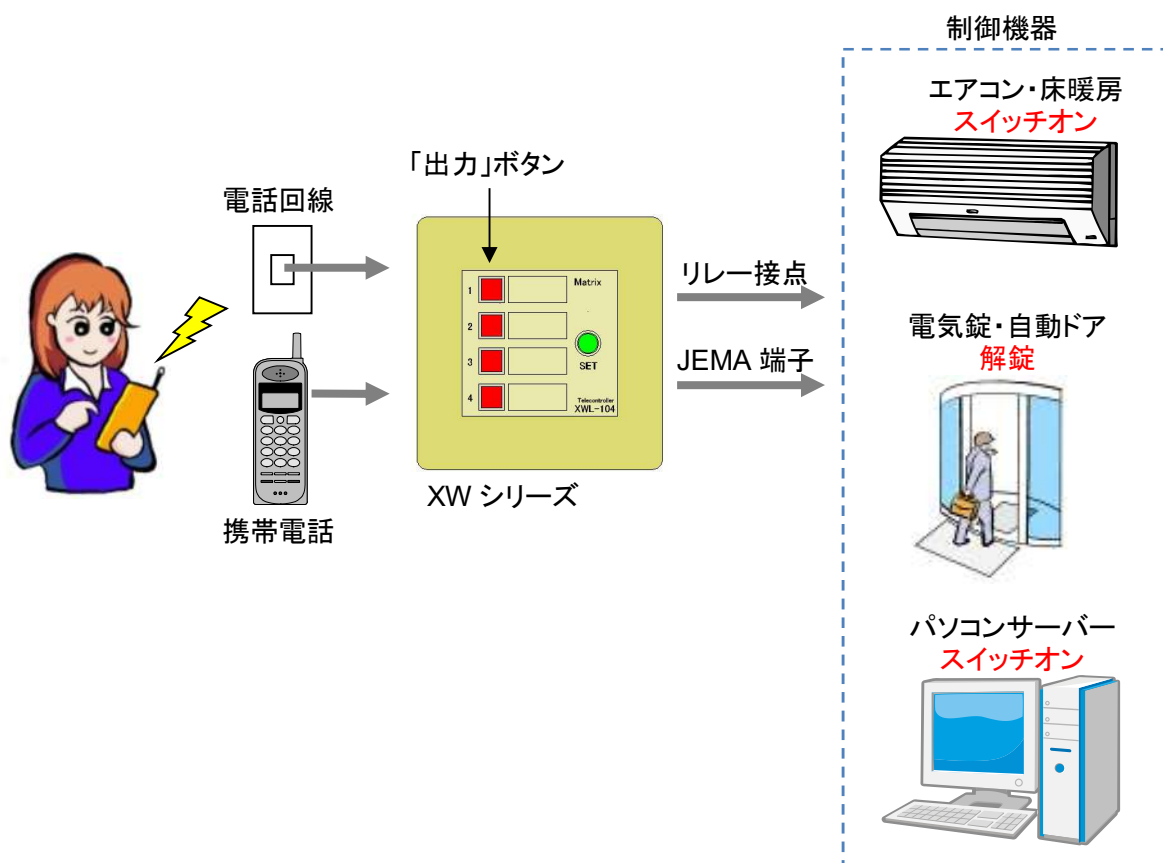 制御機器
エアコン・床暖房
スイッチオン
「出力」ボタン
電話回線
1
Matrix
2
3
SET
4
Telecontroller
XWL-104
リレー接点
JEMA 端子
電気錠・自動ドア
解錠
XW シリーズ
携帯電話
パソコンサーバー
スイッチオン